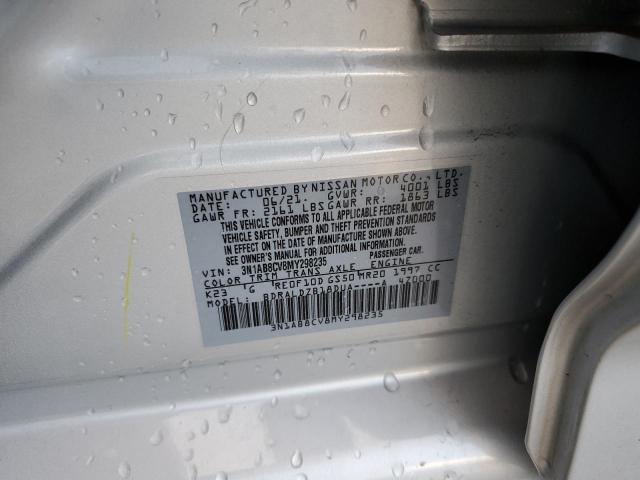 MANUFACTURED BY NISSAN MOTOR CO., LTD.
DATE: 06/21. GVWR: 4001 LBS
GAWR FR: 2161 LBS GAWR RR: 1863 LBS
THIS VEHICLE CONFORMS TO ALL APPLICABLE FEDERAL MOTOR
VEHICLE SAFETY, BUMPER AND THEFT PREVENTION STANDARDS
IN EFFECT ON THE DATE OF MANUFACTURE SHOWN ABOVE.
SEE OWNER'S MANUAL FOR ADDITIONAL INFORMATION.
VIN: 3N1AB8CV8MY298235 PASSENGER CAR.
COLOR TRIM TRANS AXLE ENGINE
K23 G RE0F10D GS50 MR20 1997 CC
MODEL: BDRALDZB18DUA----A 4Z000
3N1AB8CV8MY298235